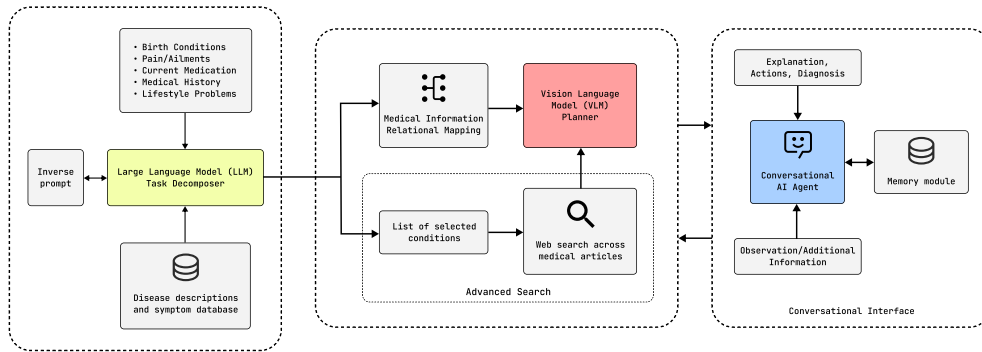 • Birth Conditions
• Pain/Ailments
• Current Medication
• Medical History
• Lifestyle Problems
Inverse
prompt
Large Language Model (LLM)
Task Decomposer
Disease descriptions
and symptom database
Medical Information
Relational Mapping
Vision Language
Model (VLM)
Planner
List of selected
conditions
Web search across
medical articles
Advanced Search
Explanation,
Actions, Diagnosis
Conversational
AI Agent
Memory module
Observation/Additional
Information
Conversational Interface